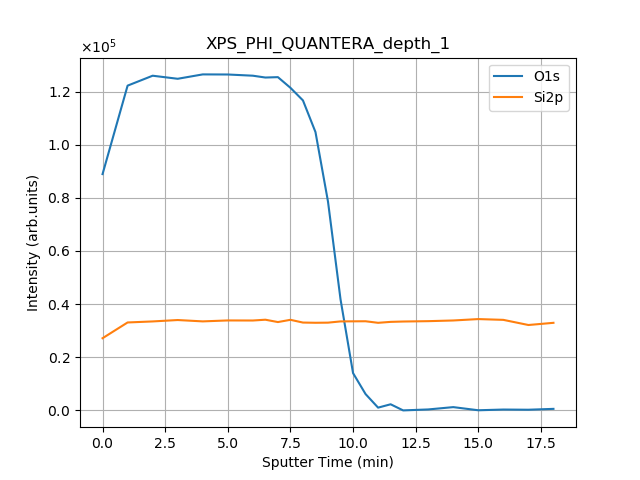 XPS_PHI_QUANTERA_depth_1
×10⁵
O1s
Si2p
1.2
1.0
0.8
0.6
0.4
0.2
0.0
Intensity (arb.units)
0.0 2.5 5.0 7.5 10.0 12.5 15.0 17.5
Sputter Time (min)